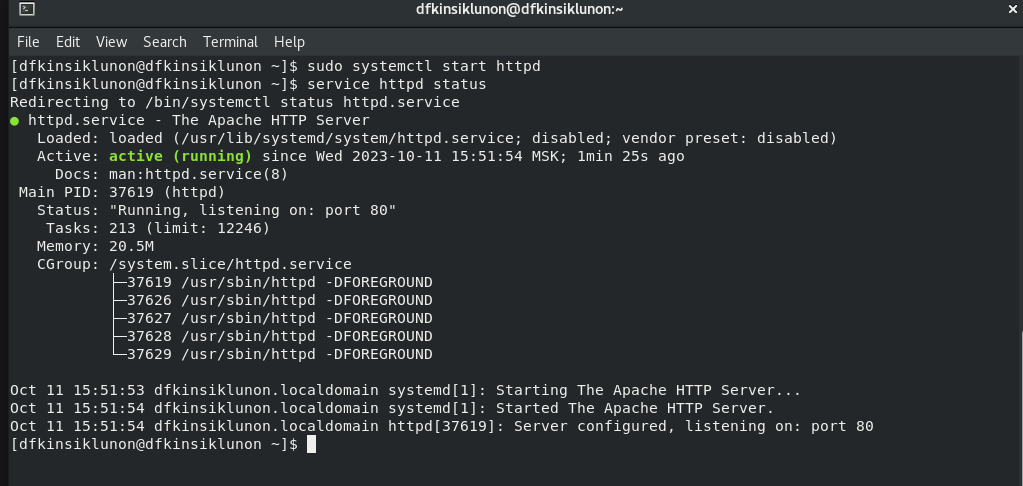 dfkinsiklunon@dfkinsiklunon:~
File Edit View Search Terminal Help
[dfkinsiklunon@dfkinsiklunon ~]$ sudo systemctl start httpd
[dfkinsiklunon@dfkinsiklunon ~]$ service httpd status
Redirecting to /bin/systemctl status httpd.service
● httpd.service - The Apache HTTP Server
   Loaded: loaded (/usr/lib/systemd/system/httpd.service; disabled; vendor preset: disabled)
   Active: active (running) since Wed 2023-10-11 15:51:54 MSK; 1min 25s ago
     Docs: man:httpd.service(8)
 Main PID: 37619 (httpd)
   Status: "Running, listening on: port 80"
    Tasks: 213 (limit: 12246)
   Memory: 20.5M
   CGroup: /system.slice/httpd.service
           ├─37619 /usr/sbin/httpd -DFOREGROUND
           ├─37626 /usr/sbin/httpd -DFOREGROUND
           ├─37627 /usr/sbin/httpd -DFOREGROUND
           ├─37628 /usr/sbin/httpd -DFOREGROUND
           └─37629 /usr/sbin/httpd -DFOREGROUND
Oct 11 15:51:53 dfkinsiklunon.localdomain systemd[1]: Starting The Apache HTTP Server...
Oct 11 15:51:54 dfkinsiklunon.localdomain systemd[1]: Started The Apache HTTP Server.
Oct 11 15:51:54 dfkinsiklunon.localdomain httpd[37619]: Server configured, listening on: port 80
[dfkinsiklunon@dfkinsiklunon ~]$